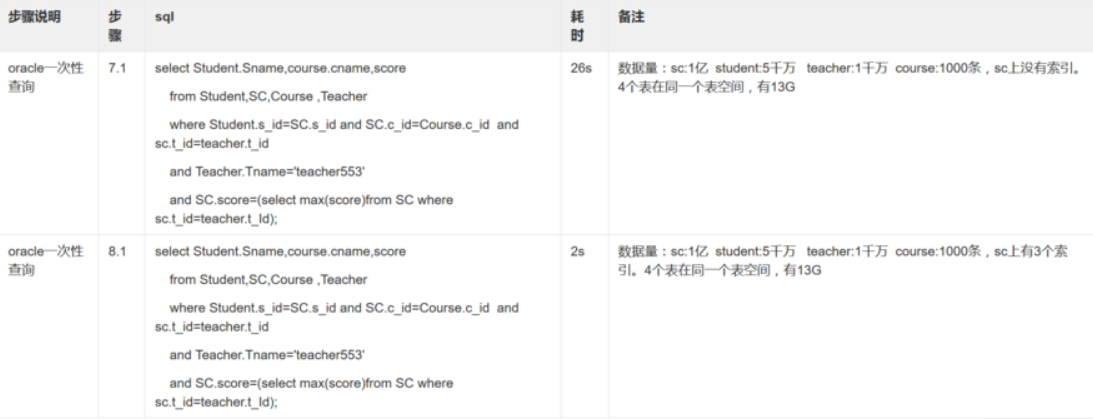 步骤说明 步骤 sql 耗时 备注
oracle一次性查询 7.1 select Student.Sname,course.cname,score 26s 数据量：sc:1亿 student:5千万 teacher:1千万 course:1000条，sc上没有索引。
4个表在同一个表空间，有13G
from Student,SC,Course ,Teacher
where Student.s_id=SC.s_id and SC.c_id=Course.c_id and
sc.t_id=teacher.t_id
and Teacher.Tname='teacher553'
and SC.score=(select max(score)from SC where
sc.t_id=teacher.t_Id);
oracle一次性查询 8.1 select Student.Sname,course.cname,score 2s 数据量：sc:1亿 student:5千万 teacher:1千万 course:1000条，sc上有3个索
引。4个表在同一个表空间，有13G
from Student,SC,Course ,Teacher
where Student.s_id=SC.s_id and SC.c_id=Course.c_id and
sc.t_id=teacher.t_id
and Teacher.Tname='teacher553'
and SC.score=(select max(score)from SC where
sc.t_id=teacher.t_Id);